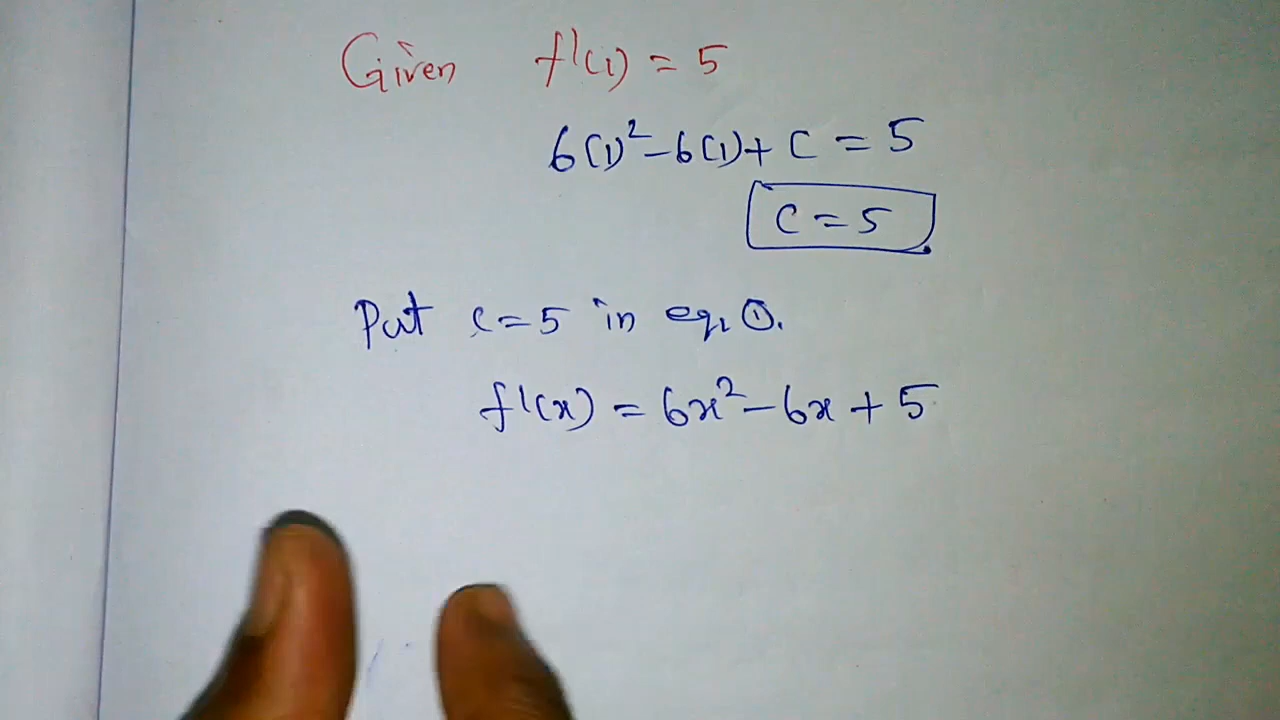 Given f'(1) = 5
6(1)² - 6(1) + C = 5
C = 5
Put c = 5 in eq. ①.
f'(x) = 6x² - 6x + 5